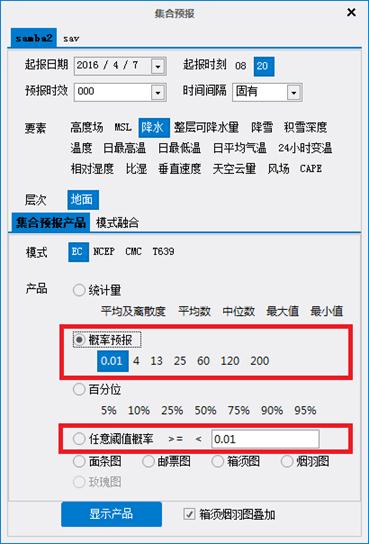 集合预报
samba2 sav
起报日期 2016 / 4 / 7 起报时刻 08 20
预报时效 000 时间间隔 固有
要素 高度场 MSL 降水 整层可降水量 降雪 积雪深度
温度 日最高温 日最低温 日平均气温 24小时变温
相对湿度 比湿 垂直速度 天空云量 风场 CAPE
层次 地面
集合预报产品 模式融合
模式 EC NCEP CMC T639
产品 统计量
平均及离散度 平均数 中位数 最大值 最小值
概率预报
0.01 4 13 25 60 120 200
百分位
5% 10% 25% 50% 75% 90% 95%
任意阈值概率 >= < 0.01
面条图 邮票图 箱须图 烟羽图
玫瑰图
显示产品 箱须烟羽图叠加